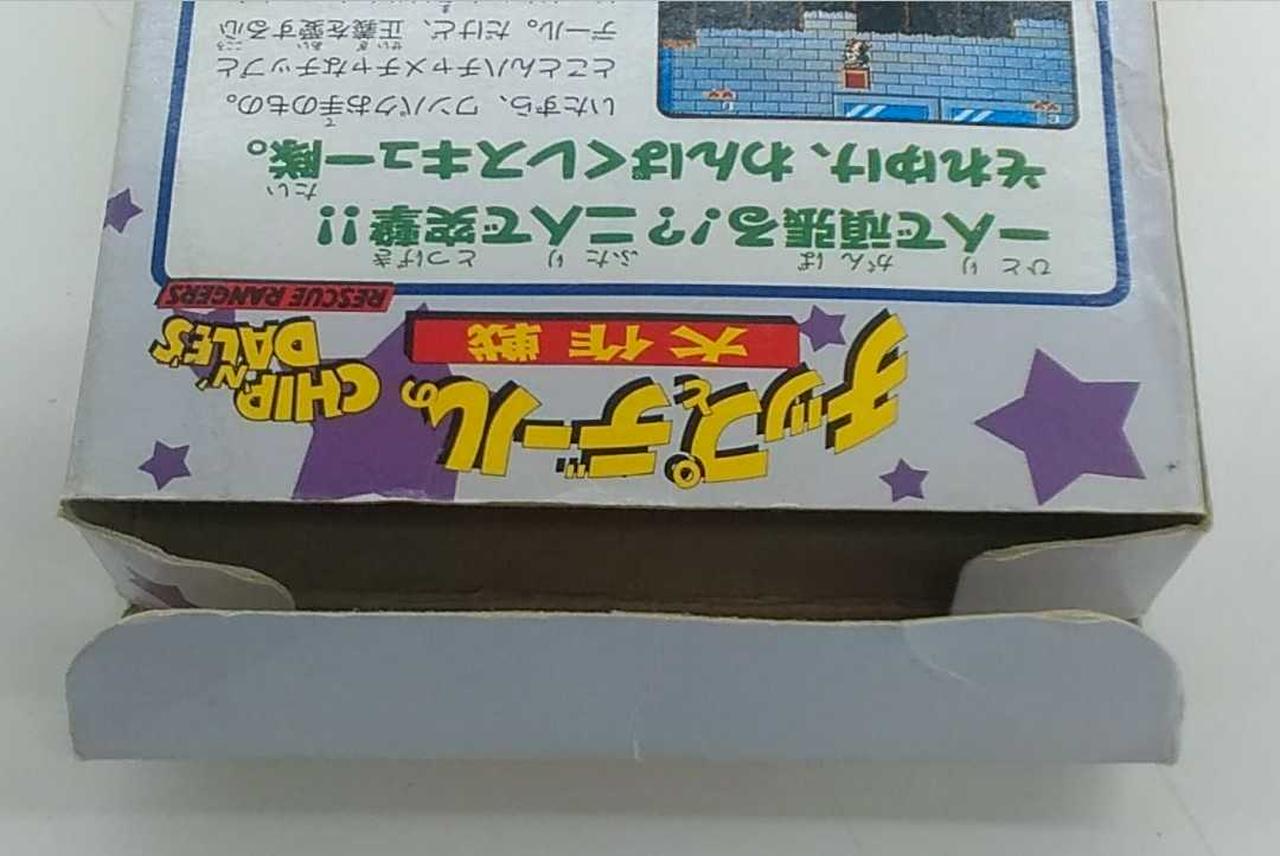 チップとデールの
大作戦
CHIP 'N' DALE'S
RESCUE RANGERS
一人で頑張る!?二人で突撃!!
それゆけ、わんぱくレスキュー隊。
いたずら、ワンパクお手のもの。
とことんハチャメチャなチップと
デール。だけど、正義を愛する心